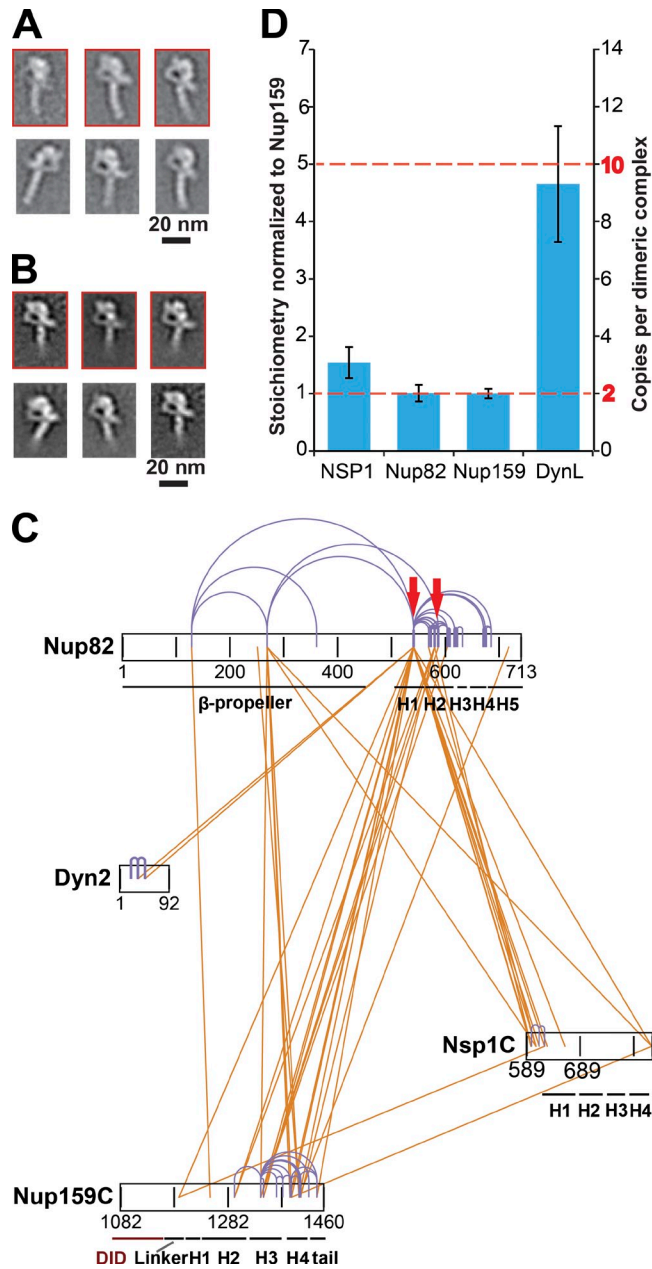 A
20 nm
B
20 nm
D
Stoichiometry normalized to Nup159
7
6
5
4
3
2
1
0
14
12
10
8
6
4
2
0
Copies per dimeric complex
NSP1 Nup82 Nup159 DynL
C
Nup82
1 200 400 600 713
β-propeller H1 H2 H3 H4 H5
Dyn2
1 92
Nsp1C
589 689
H1 H2 H3 H4
Nup159C
1082 1282 1460
DID Linker H1 H2 H3 H4 tail